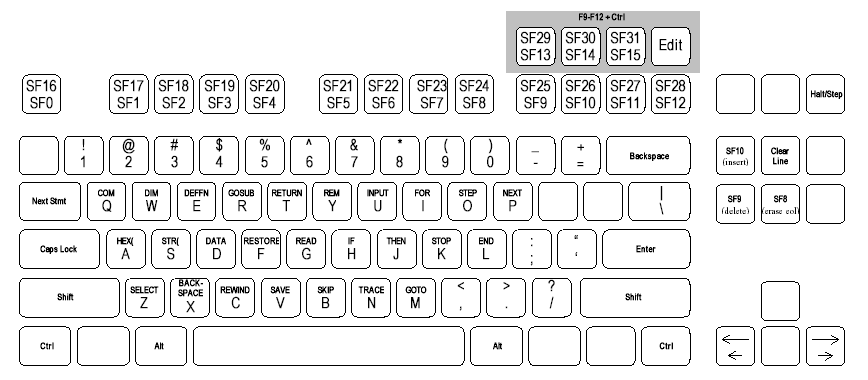 F9-F12 + Ctrl
SF29 SF30 SF31 Edit
SF13 SF14 SF15
SF16 SF17 SF18 SF19 SF20 SF21 SF22 SF23 SF24 SF25 SF26 SF27 SF28 Halt/Step
SF0 SF1 SF2 SF3 SF4 SF5 SF6 SF7 SF8 SF9 SF10 SF11 SF12
! @ # $ % ^ & * ( ) _ + Backspace SF10 Clear
1 2 3 4 5 6 7 8 9 0 - = (insert) Line
Next Stmt COM DIM DEFFN GOSUB RETURN REM INPUT FOR STEP NEXT | SF9 SF8
Q W E R T Y U I O P \ (delete) (erase eol)
Caps Lock HEX( STR( DATA RESTORE READ IF THEN STOP END : “ Enter
A S D F G H J K L ; ‘
Shift SELECT BACK-SPACE REWIND SAVE SKIP TRACE GOTO < > ? Shift
Z X C V B N M , . /
Ctrl Alt Alt Ctrl ← →
← →